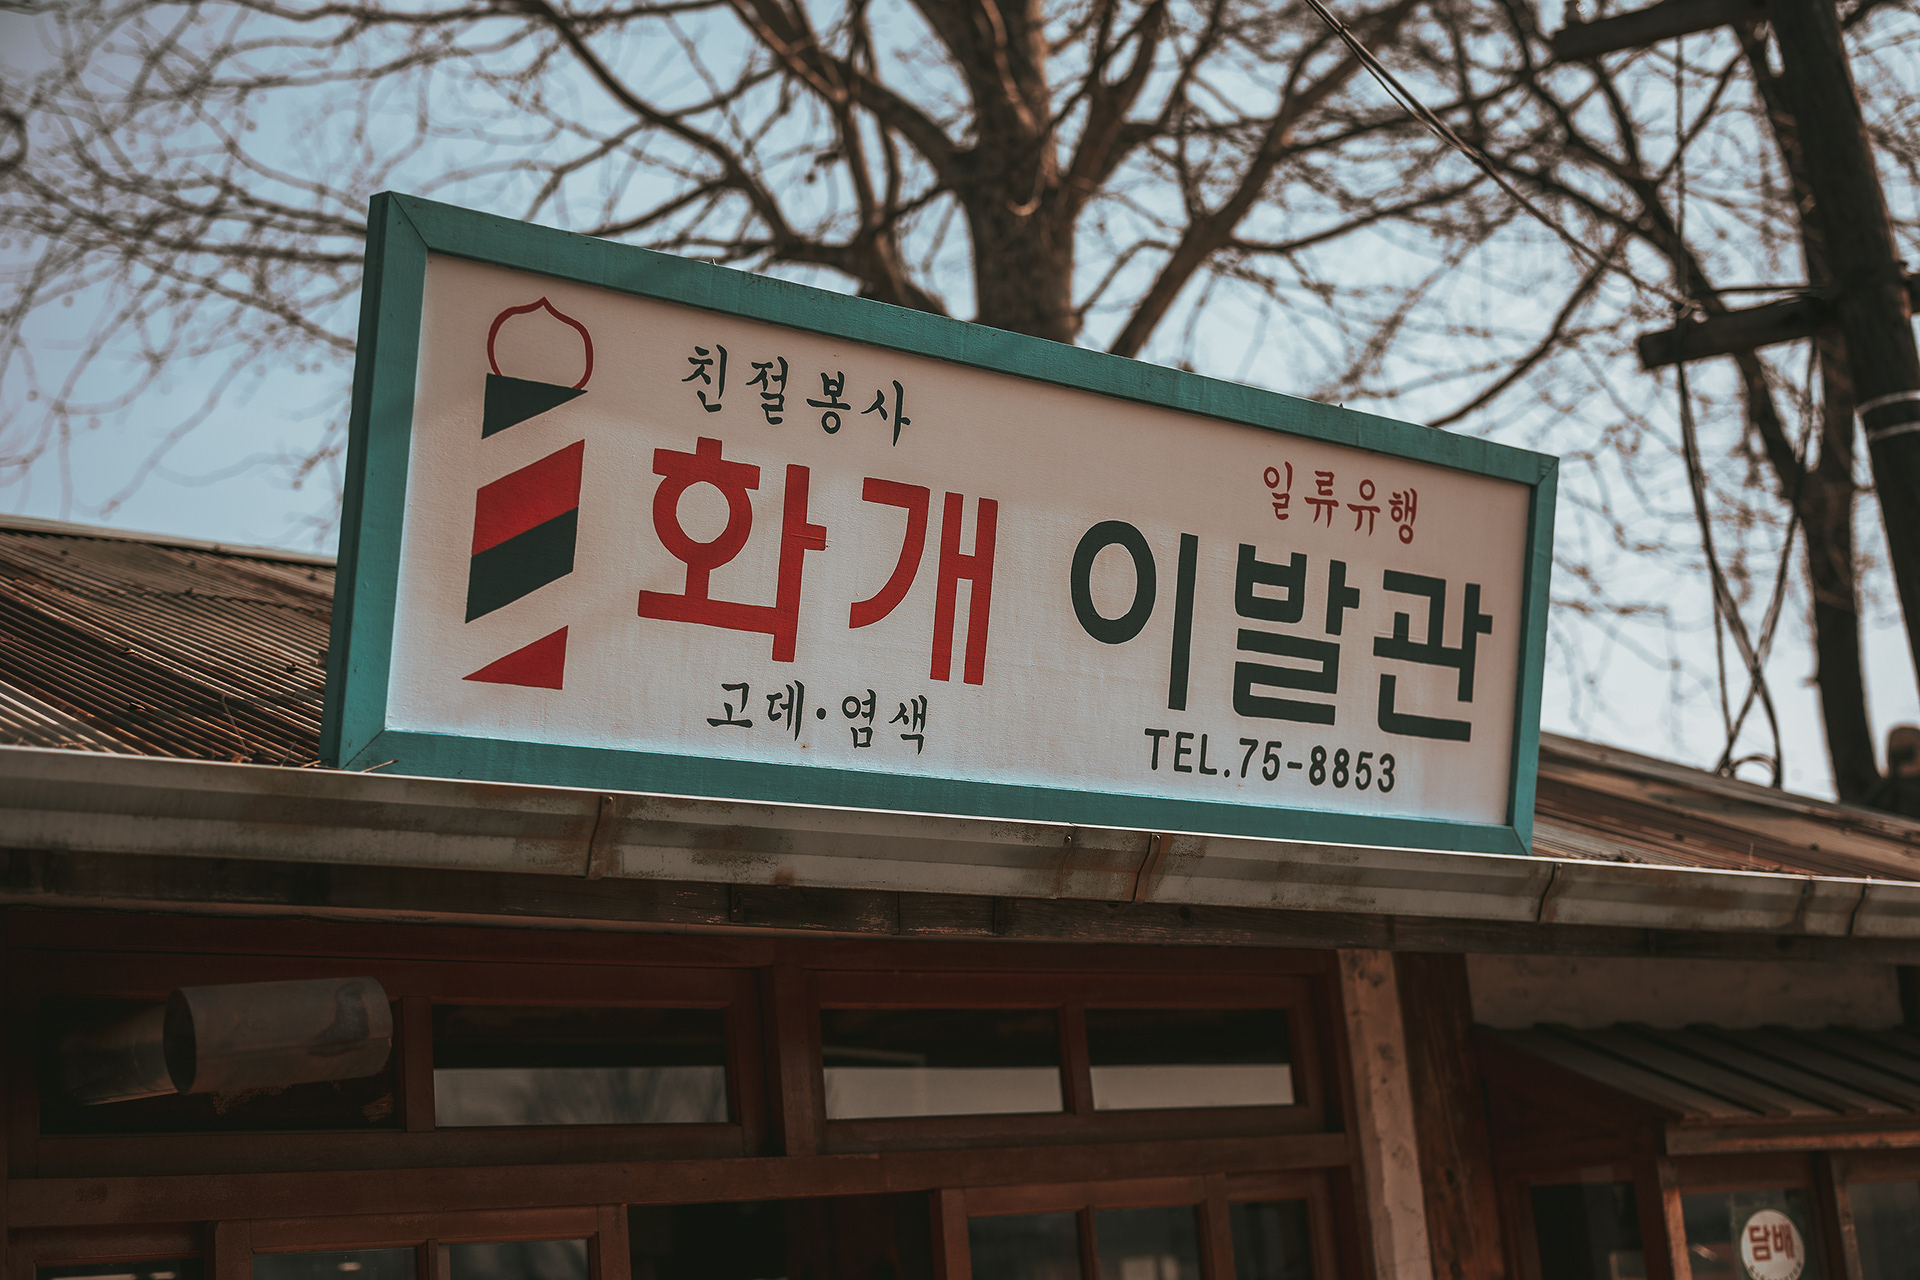 친절봉사
일류유행
화개 이발관
고데·염색
TEL.75-8853
담배